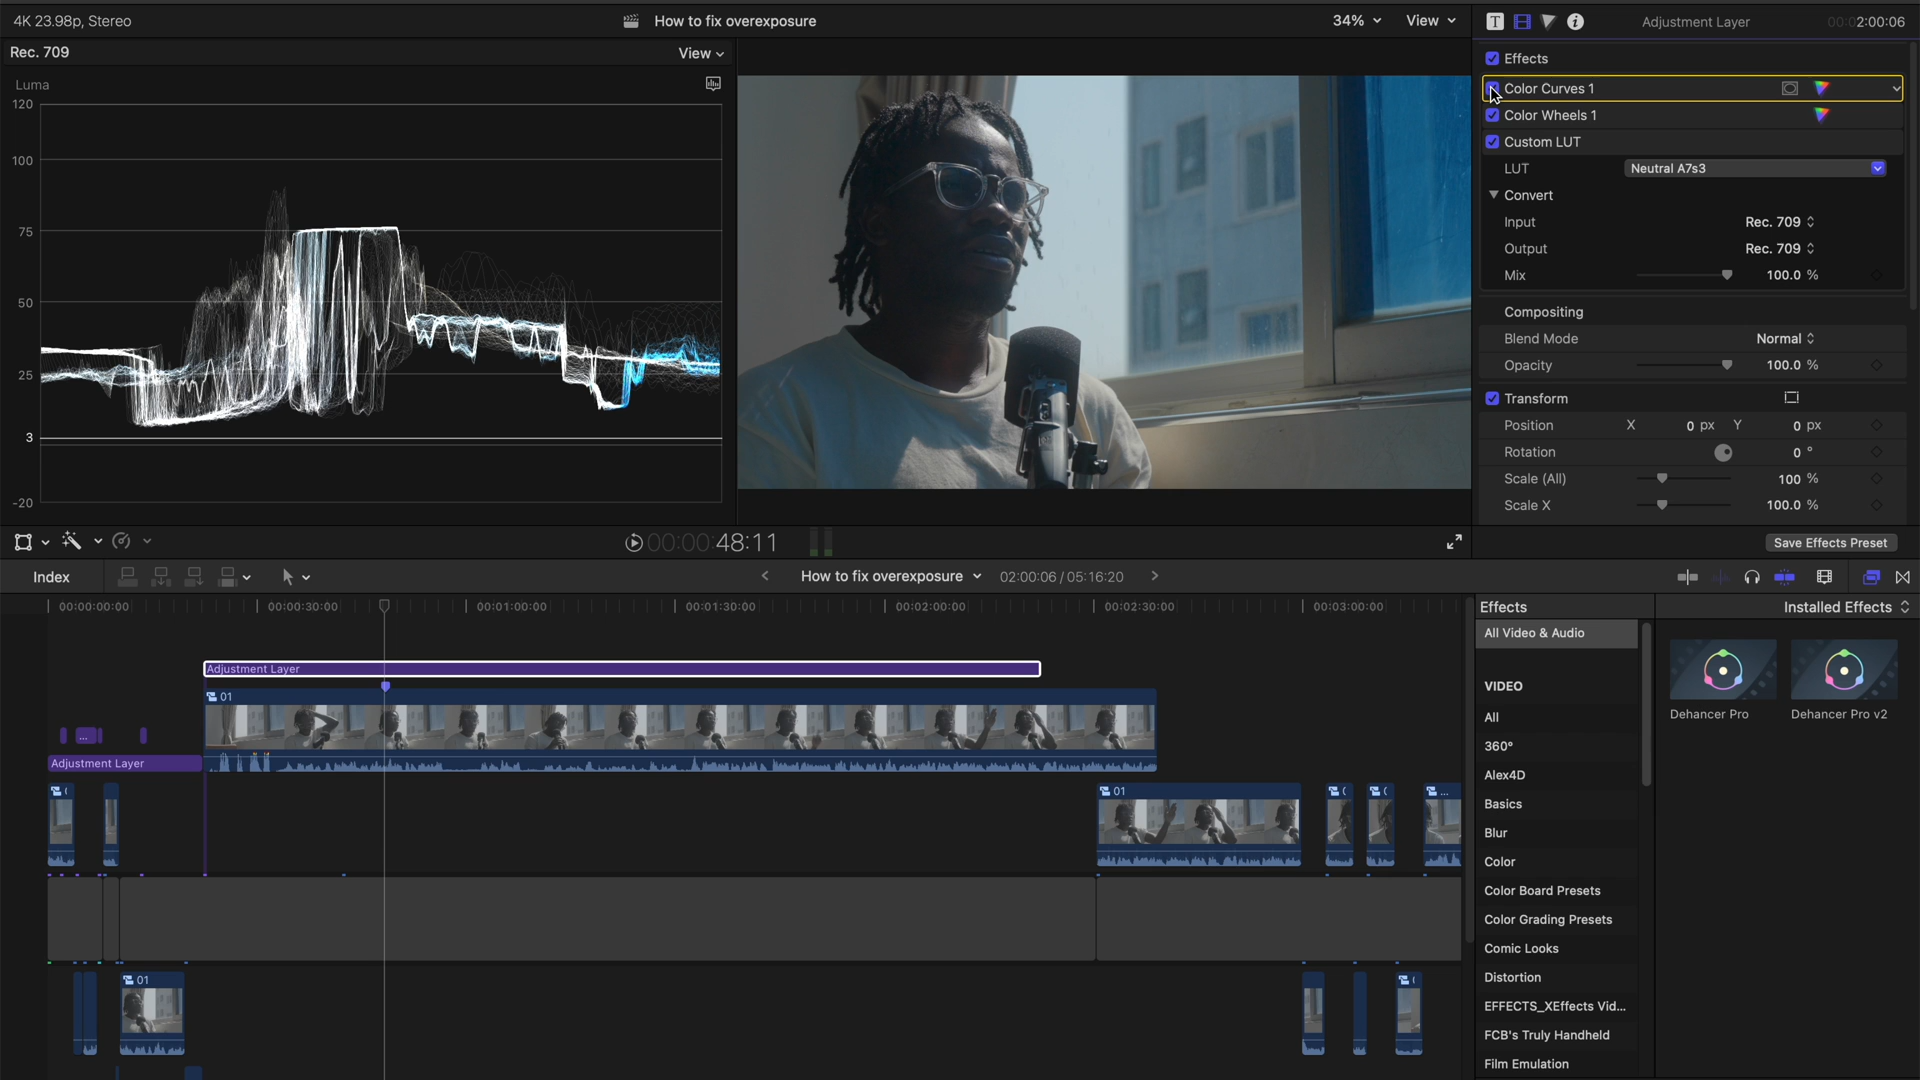 4K 23.98p, Stereo
How to fix overexposure
34%
View
Adjustment Layer
00:02:00:06
Rec. 709
View
Luma
120
100
75
50
25
3
-20
Effects
Color Curves 1
Color Wheels 1
Custom LUT
LUT
Neutral A7s3
Convert
Input
Rec. 709
Output
Rec. 709
Mix
100.0 %
Compositing
Blend Mode
Normal
Opacity
100.0 %
Transform
Position
X
0 px
Y
0 px
Rotation
0 °
Scale (All)
100 %
Scale X
100.0 %
00:00:48:11
Save Effects Preset
Index
How to fix overexposure
02:00:06 / 05:16:20
00:00:00:00
00:00:30:00
00:01:00:00
00:01:30:00
00:02:00:00
00:02:30:00
00:03:00:00
Adjustment Layer
01
...
Adjustment Layer
01
...
01
Effects
Installed Effects
All Video & Audio
VIDEO
All
360°
Alex4D
Basics
Blur
Color
Color Board Presets
Color Grading Presets
Comic Looks
Distortion
EFFECTS_XEffects Vid...
FCB's Truly Handheld
Film Emulation
Dehancer Pro
Dehancer Pro v2